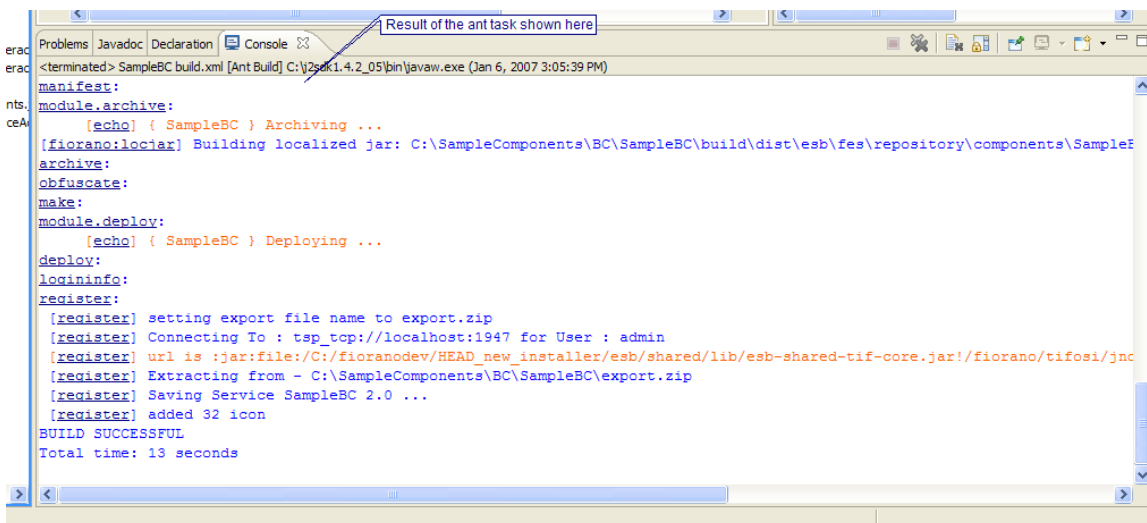 Result of the ant task shown here
Problems Javadoc Declaration Console
<terminated> SampleBC build.xml [Ant Build] C:\j2sdk1.4.2_05\bin\javaw.exe (Jan 6, 2007 3:05:39 PM)
manifest:
module.archive:
[echo] { SampleBC } Archiving ...
[fiorano:locjar] Building localized jar: C:\SampleComponents\BC\SampleBC\build\dist\esb\fes\repository\components\Sample
archive:
obfuscate:
make:
module.deploy:
[echo] { SampleBC } Deploying ...
deploy:
logininfo:
register:
[register] setting export file name to export.zip
[register] Connecting To : tsp_tcp://localhost:1947 for User : admin
[register] url is :jar:file:/C:/fioranodev/HEAD_new_installer/esb/shared/lib/esb-shared-tif-core.jar!/fiorano/tifosi/jn
[register] Extracting from - C:\SampleComponents\BC\SampleBC\export.zip
[register] Saving Service SampleBC 2.0 ...
[register] added 32 icon
BUILD SUCCESSFUL
Total time: 13 seconds
erac
erac
nts.
ceA